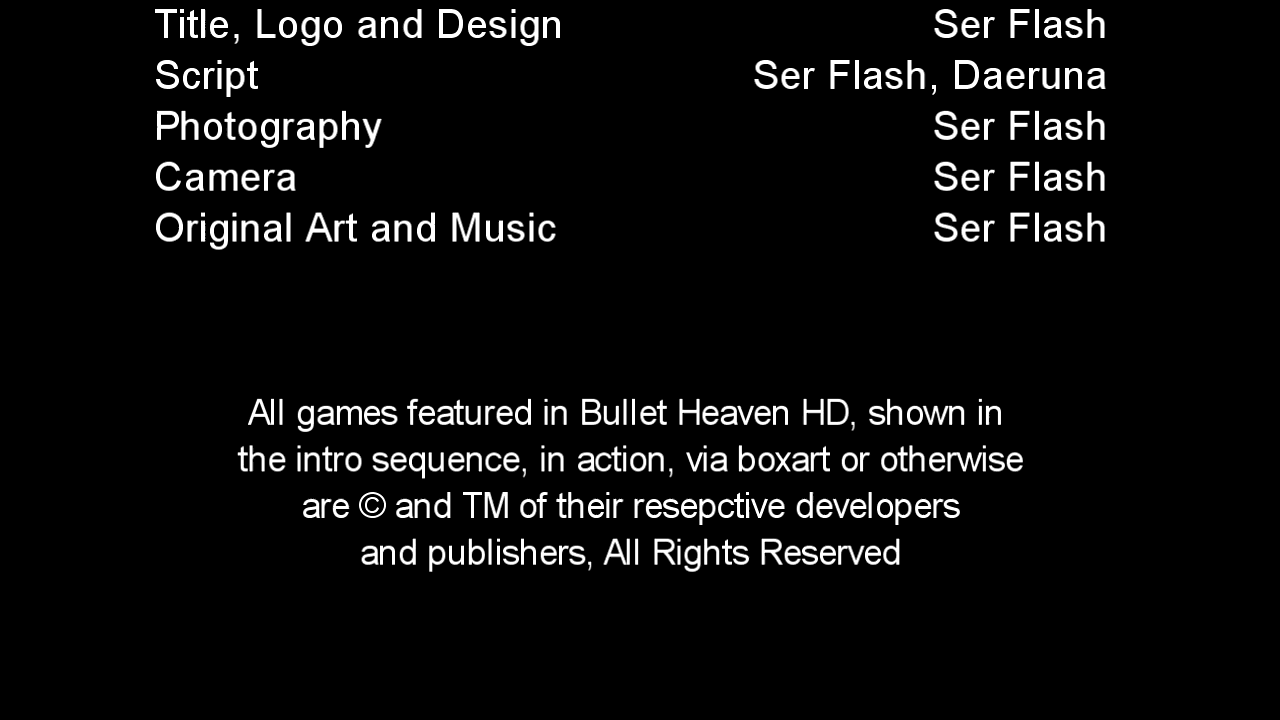 Title, Logo and Design Ser Flash
Script Ser Flash, Daeruna
Photography Ser Flash
Camera Ser Flash
Original Art and Music Ser Flash
All games featured in Bullet Heaven HD, shown in
the intro sequence, in action, via boxart or otherwise
are © and TM of their resepctive developers
and publishers, All Rights Reserved